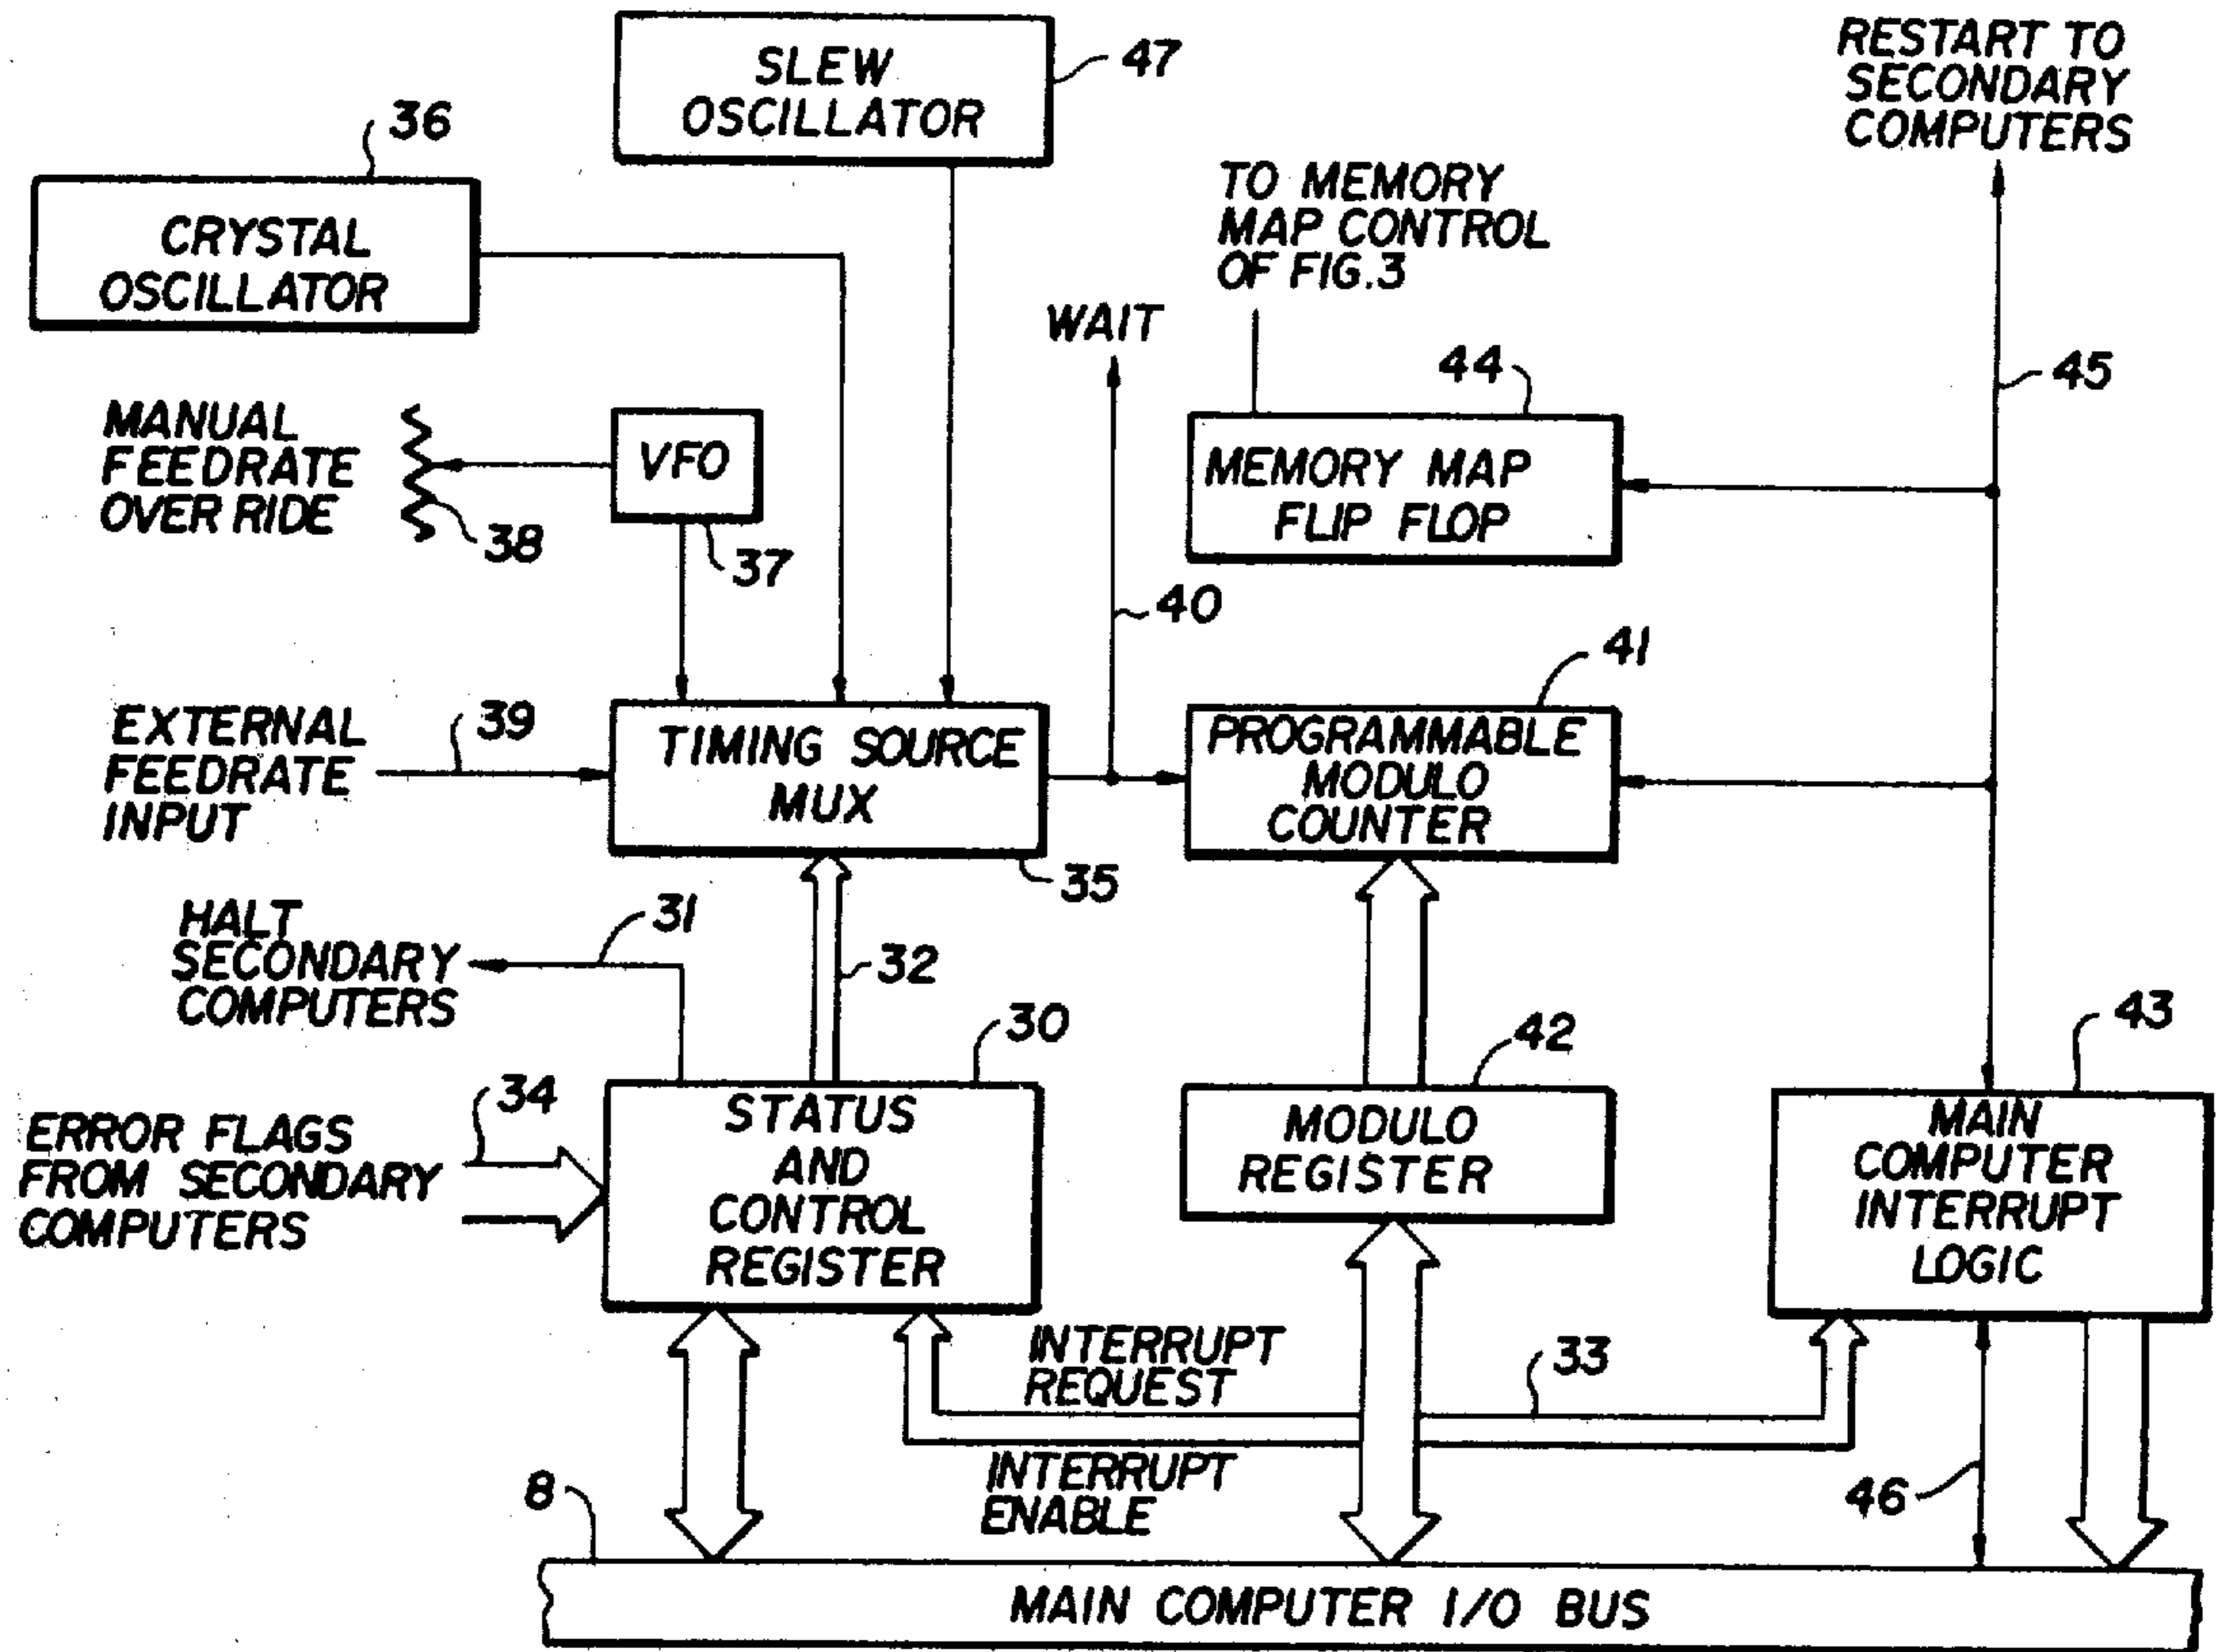 SLEW
OSCILLATOR
47
RESTART TO
SECONDARY
COMPUTERS
36
CRYSTAL
OSCILLATOR
TO MEMORY
MAP CONTROL
OF FIG.3
WAIT
44
45
MANUAL
FEEDRATE
OVER RIDE
38
VFO
37
MEMORY MAP
FLIP FLOP
40
41
EXTERNAL
FEEDRATE
INPUT
39
TIMING SOURCE
MUX
35
PROGRAMMABLE
MODULO
COUNTER
HALT
SECONDARY
COMPUTERS
31
32
30
42
43
ERROR FLAGS
FROM SECONDARY
COMPUTERS
34
STATUS
AND
CONTROL
REGISTER
MODULO
REGISTER
MAIN
COMPUTER
INTERRUPT
LOGIC
INTERRUPT
REQUEST
33
INTERRUPT
ENABLE
8
46
MAIN COMPUTER I/O BUS